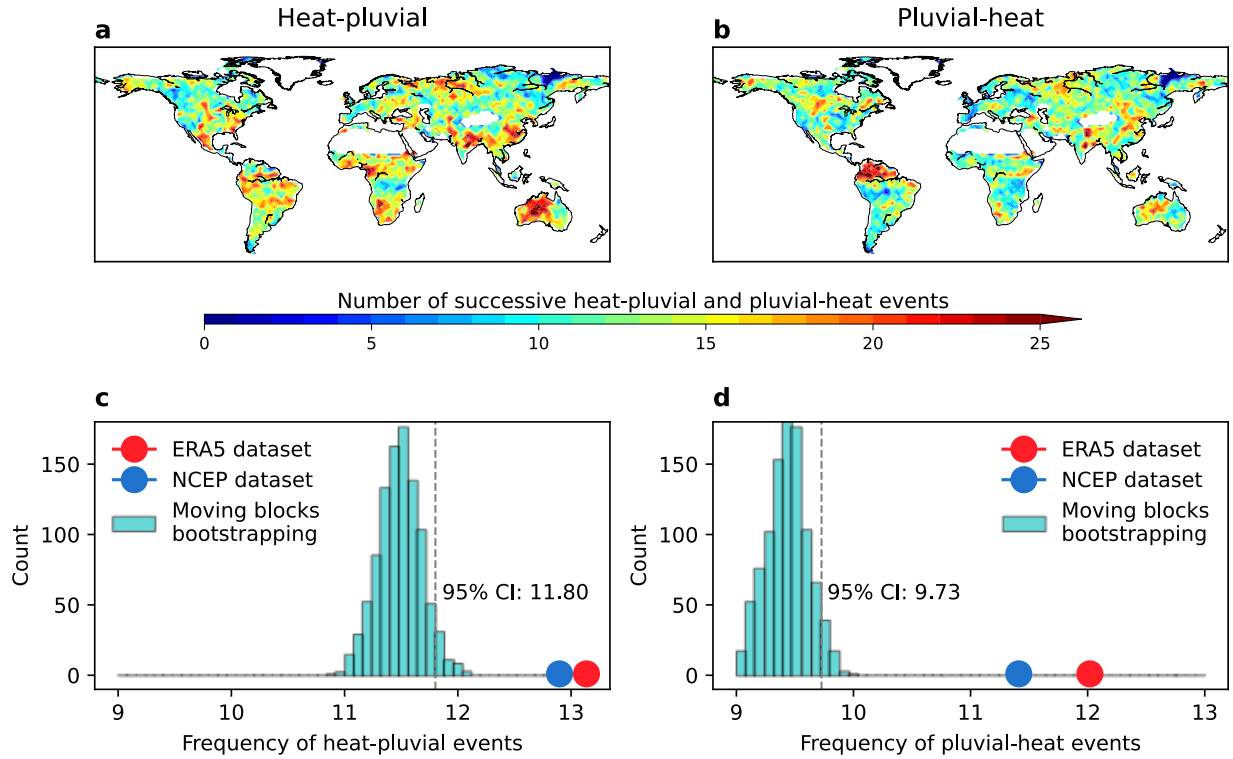 a
Heat-pluvial
b
Pluvial-heat
Number of successive heat-pluvial and pluvial-heat events
0 5 10 15 20 25
c
ERA5 dataset
NCEP dataset
Moving blocks
bootstrapping
95% CI: 11.80
Count
0
50
100
150
9 10 11 12 13
Frequency of heat-pluvial events
d
ERA5 dataset
NCEP dataset
Moving blocks
bootstrapping
95% CI: 9.73
Count
0
50
100
150
9 10 11 12 13
Frequency of pluvial-heat events